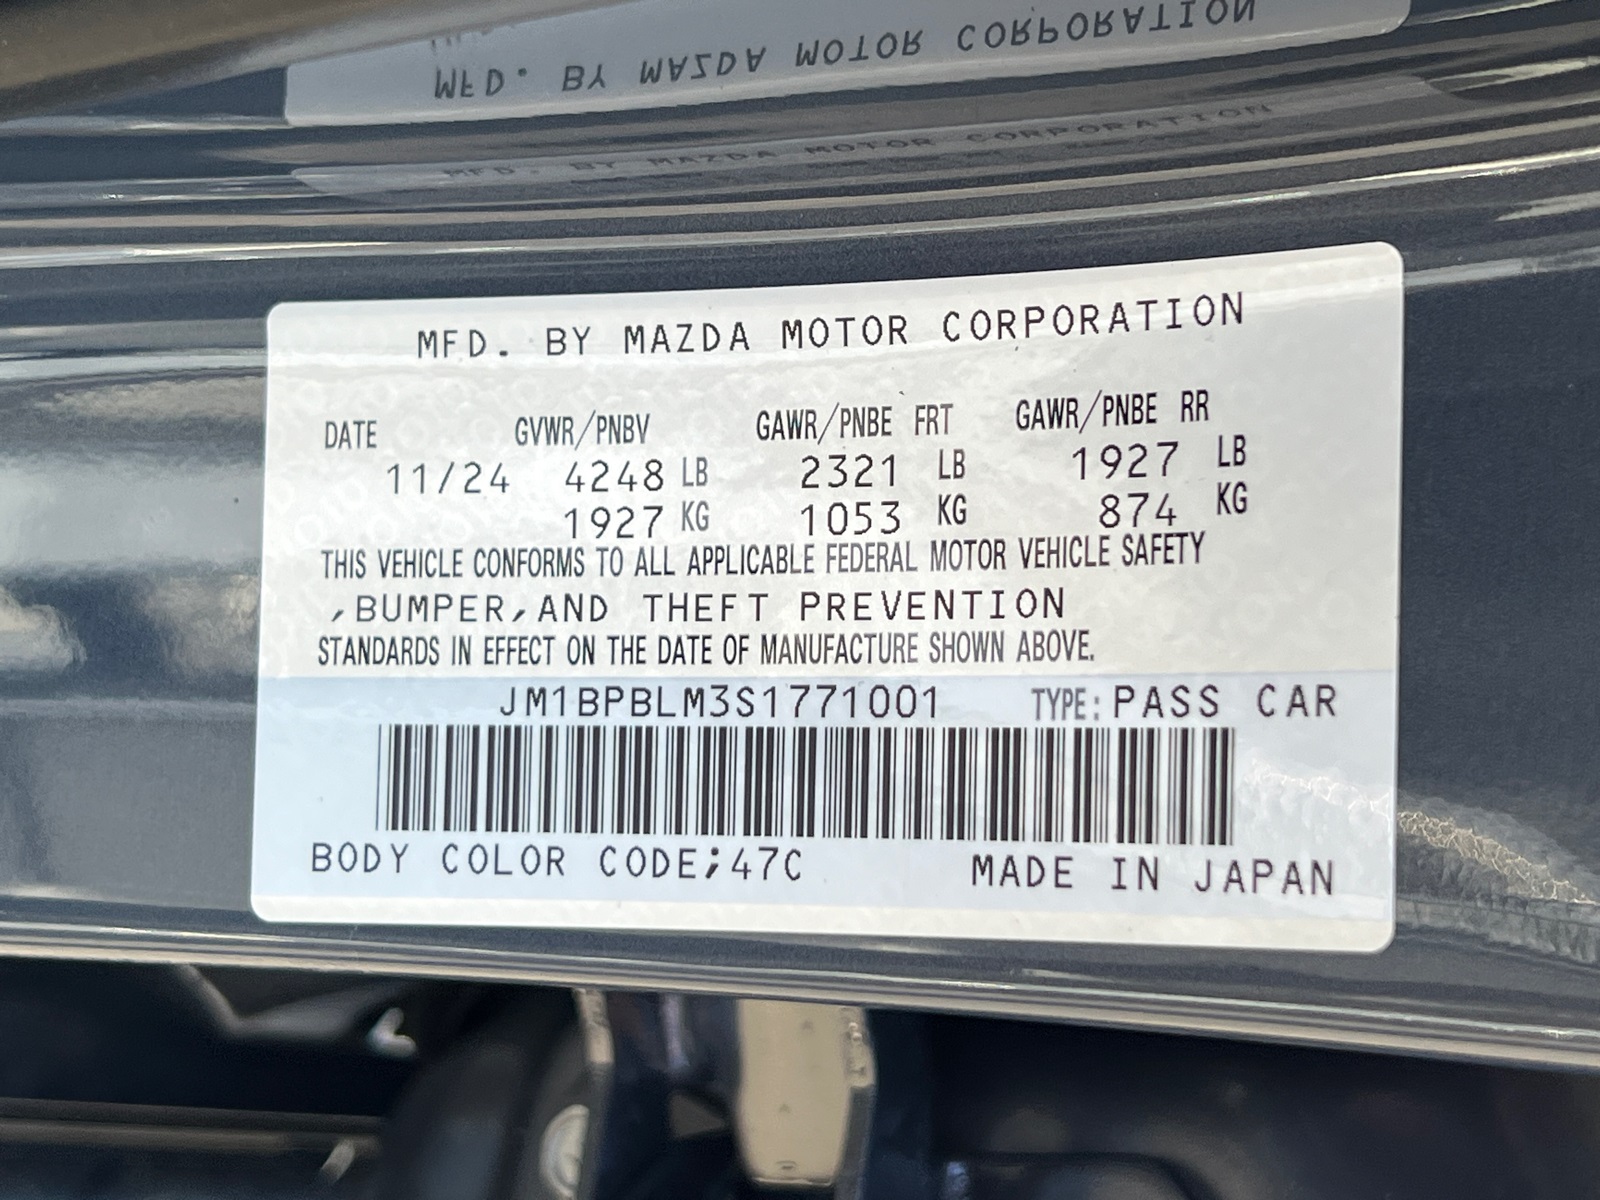 MFD. BY MAZDA MOTOR CORPORATION
MFD. BY MAZDA MOTOR CORPORATION
MFD. BY MAZDA MOTOR CORPORATION
DATE GVWR/PNBV GAWR/PNBE FRT GAWR/PNBE RR
11/24 4248 LB 2321 LB 1927 LB
1927 KG 1053 KG 874 KG
THIS VEHICLE CONFORMS TO ALL APPLICABLE FEDERAL MOTOR VEHICLE SAFETY
,BUMPER,AND THEFT PREVENTION
STANDARDS IN EFFECT ON THE DATE OF MANUFACTURE SHOWN ABOVE.
JM1BPBLM3S1771001 TYPE: PASS CAR
BODY COLOR CODE;47C MADE IN JAPAN